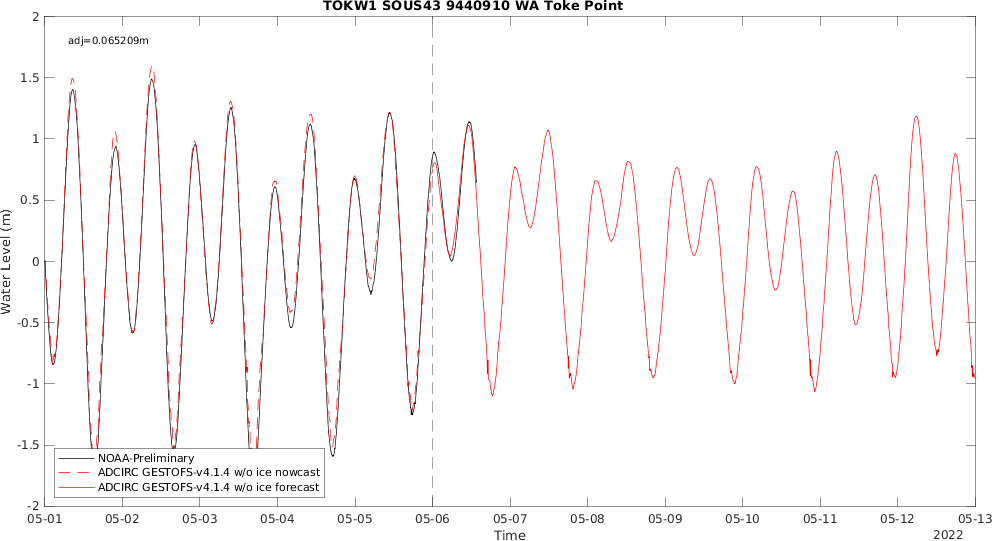 TOKW1 SOUS43 9440910 WA Toke Point
adj=0.065209m
Water Level (m)
2
1.5
1
0.5
0
-0.5
-1
-1.5
-2
NOAA-Preliminary
ADCIRC GESTOFS-v4.1.4 w/o ice nowcast
ADCIRC GESTOFS-v4.1.4 w/o ice forecast
05-01 05-02 05-03 05-04 05-05 05-06 05-07 05-08 05-09 05-10 05-11 05-12 05-13
Time
2022